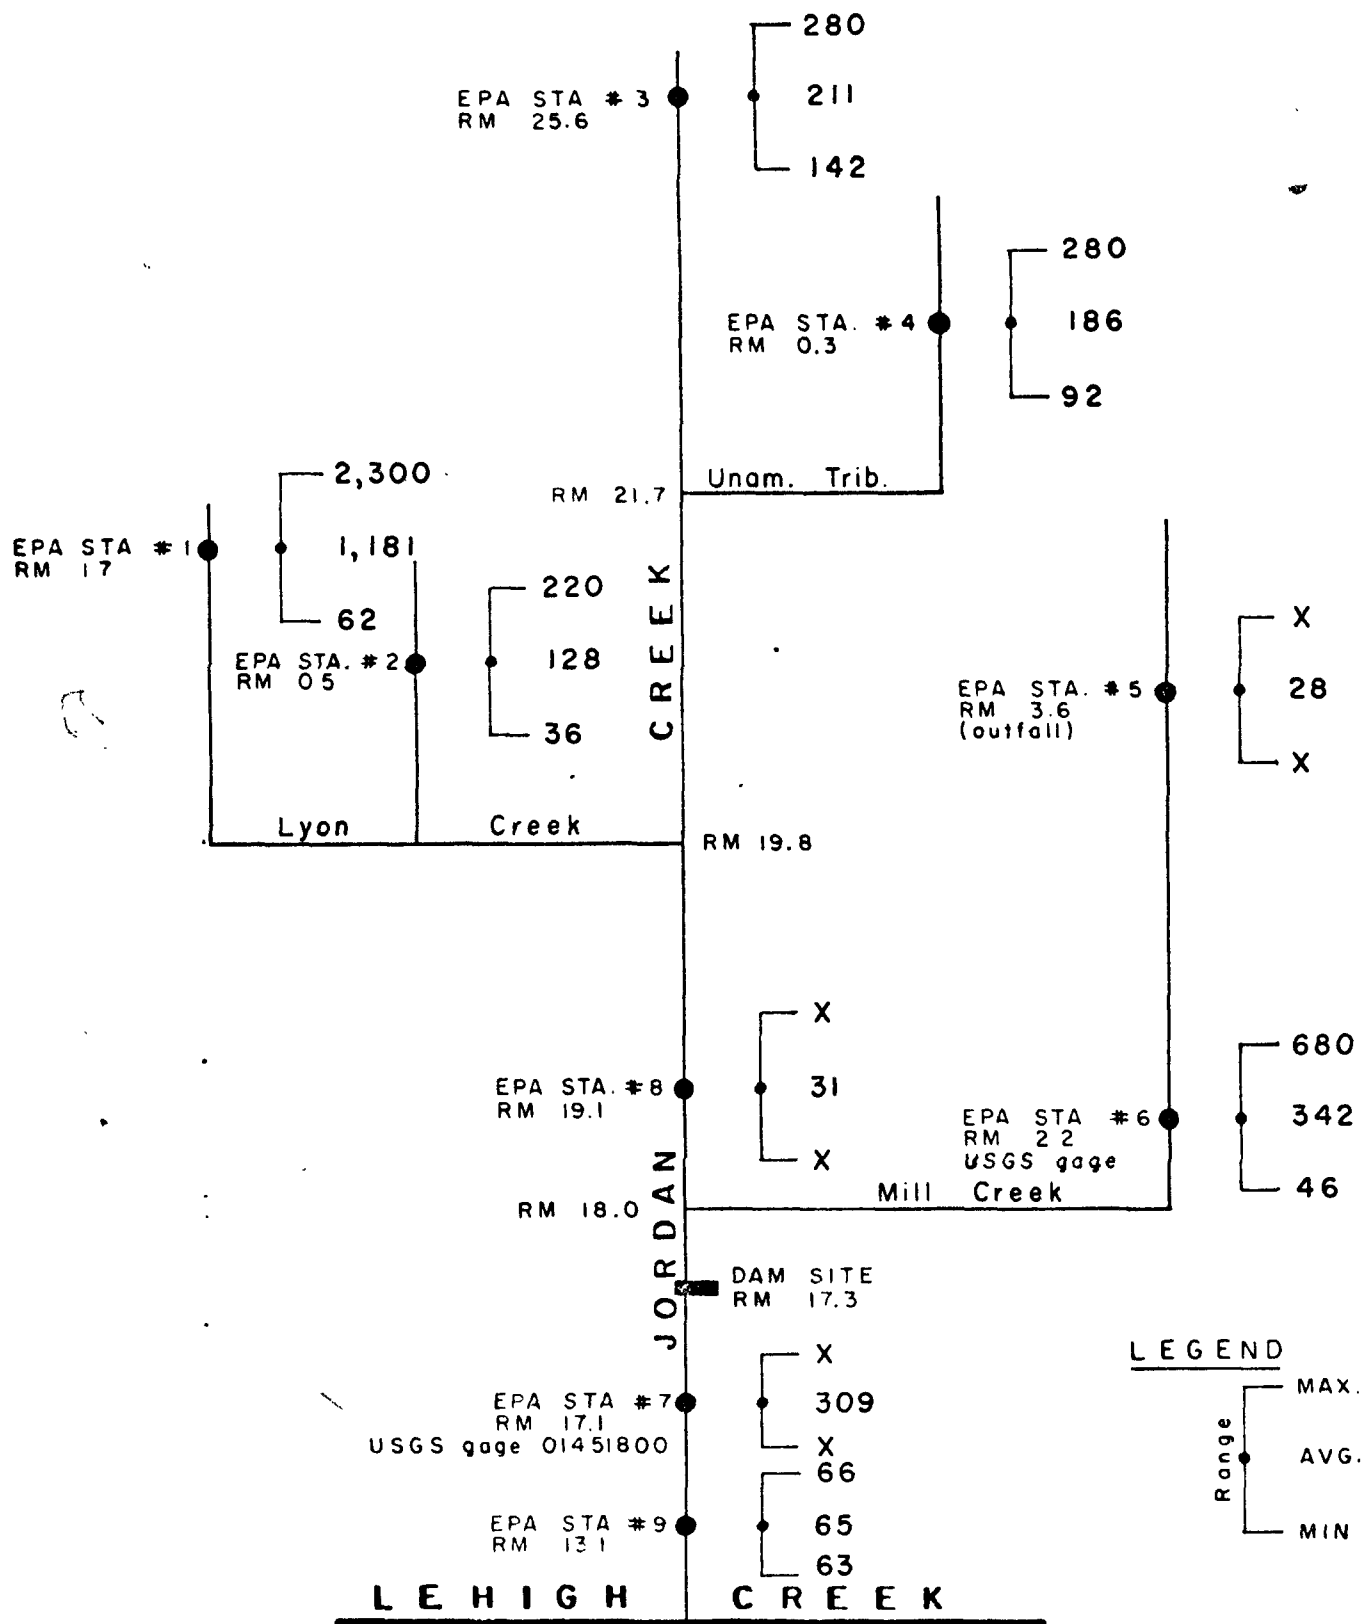 280
EPA STA # 3
RM 25.6
211
142
280
EPA STA. # 4
RM 0.3
186
92
2,300
RM 21.7
Unam. Trib.
EPA STA # 1
RM 1 7
1,181
62
220
EPA STA. # 2
RM 0 5
128
36
CREEK
X
EPA STA. # 5
RM 3.6
(outfall)
28
X
Lyon Creek
RM 19.8
X
EPA STA. # 8
RM 19.1
31
X
680
EPA STA # 6
RM 2 2
USGS gage
342
46
RM 18.0
Mill Creek
JORDAN
DAM SITE
RM 17.3
X
EPA STA # 7
RM 17.1
USGS gage 01451800
309
X
66
EPA STA # 9
RM 13 1
65
63
LEGEND
MAX.
Range
AVG.
MIN
LEHIGH CREEK